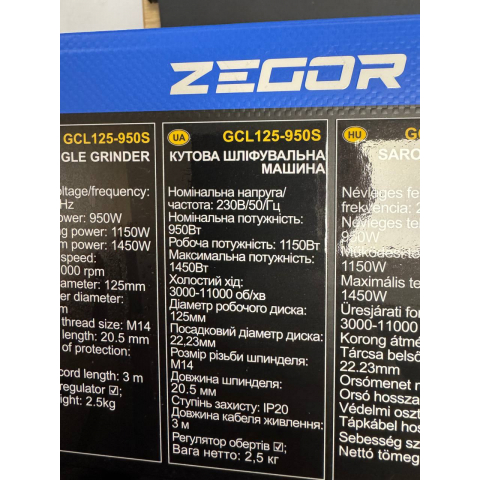 ZEGOR
GCL125-950S
GLE GRINDER
oltage/frequency:
Hz
ower: 950W
ng power: 1150W
m power: 1450W
speed:
000 rpm
ameter: 125mm
er diameter:
m
thread size: M14
length: 20.5 mm
of protection:
cord length: 3 m
regulator ☑;
ight: 2.5kg
UA
GCL125-950S
КУТОВА ШЛІФУВАЛЬНА
МАШИНА
Номінальна напруга/
частота: 230В/50/Гц
Номінальна потужність:
950Вт
Робоча потужність: 1150Вт
Максимальна потужність:
1450Вт
Холостий хід:
3000-11000 об/хв
Діаметр робочого диска:
125мм
Посадковий діаметр диска:
22,23мм
Розмір різьби шпинделя:
M14
Довжина шпинделя:
20.5 мм
Ступінь захисту: IP20
Довжина кабеля живлення:
3 м
Регулятор обертів ☑;
Вага нетто: 2,5 кг
HU
GC
SARO
Névleges fe
frekvencia: 2
Névleges tel
950W
Működési te
1150W
Maximális te
1450W
Üresjárati for
3000-11000
Korong átmé
Tárcsa belső
22.23mm
Orsómenet m
Orsó hossza
Védelmi oszt
Tápkábel hos
Sebesség sz
Nettó tömeg